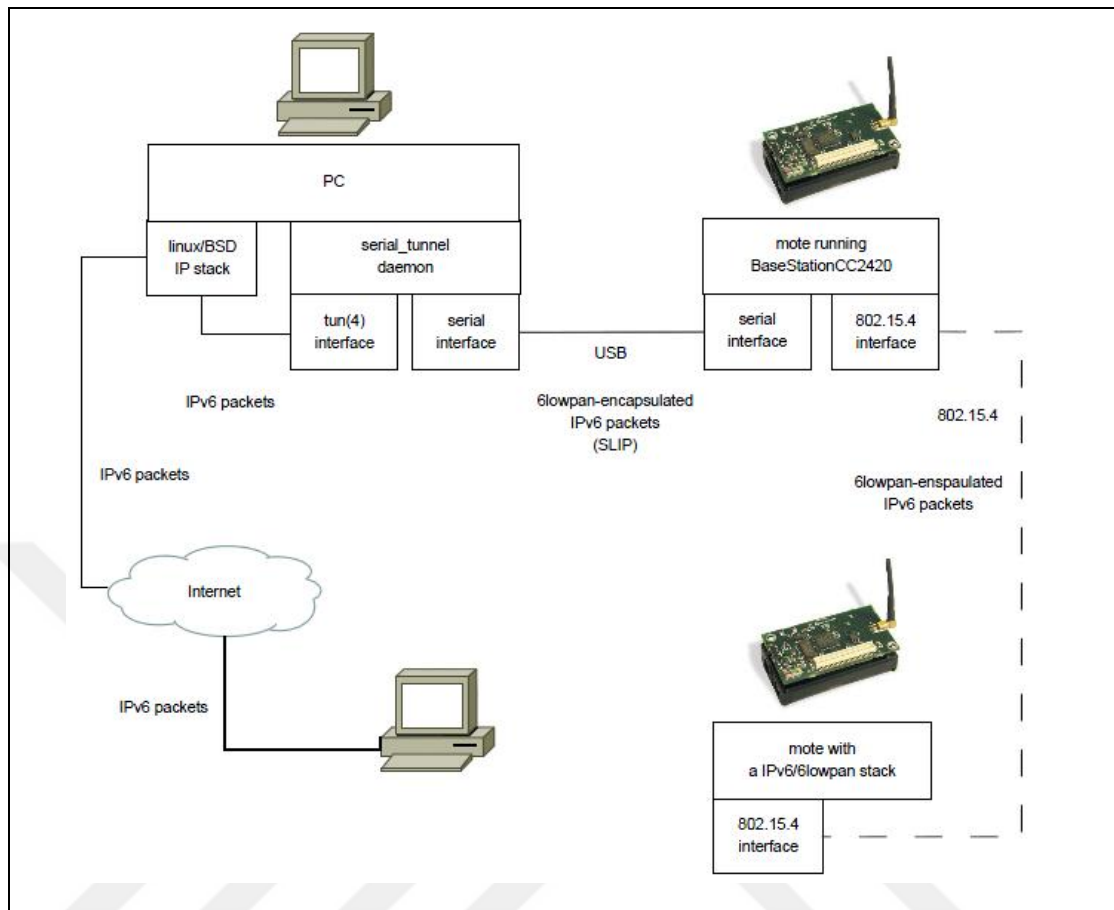 PC
linux/BSD
IP stack
serial_tunnel
daemon
tun(4)
interface
serial
interface
mote running
BaseStationCC2420
serial
interface
802.15.4
interface
USB
IPv6 packets
6lowpan-encapsulated
IPv6 packets
(SLIP)
802.15.4
IPv6 packets
6lowpan-enspaulated
IPv6 packets
Internet
IPv6 packets
mote with
a IPv6/6lowpan stack
802.15.4
interface